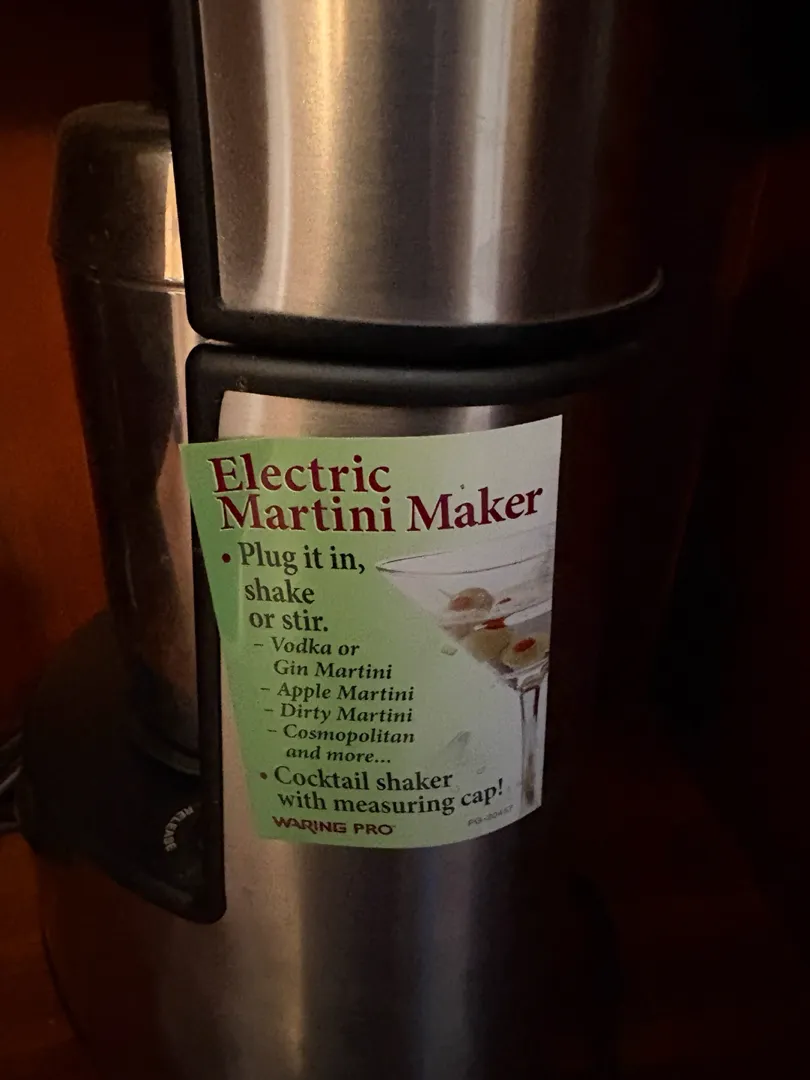 Electric
Martini Maker
• Plug it in,
shake
or stir.
– Vodka or
Gin Martini
– Apple Martini
– Dirty Martini
– Cosmopolitan
and more...
• Cocktail shaker
with measuring cap!
WARING PRO
RELEASE